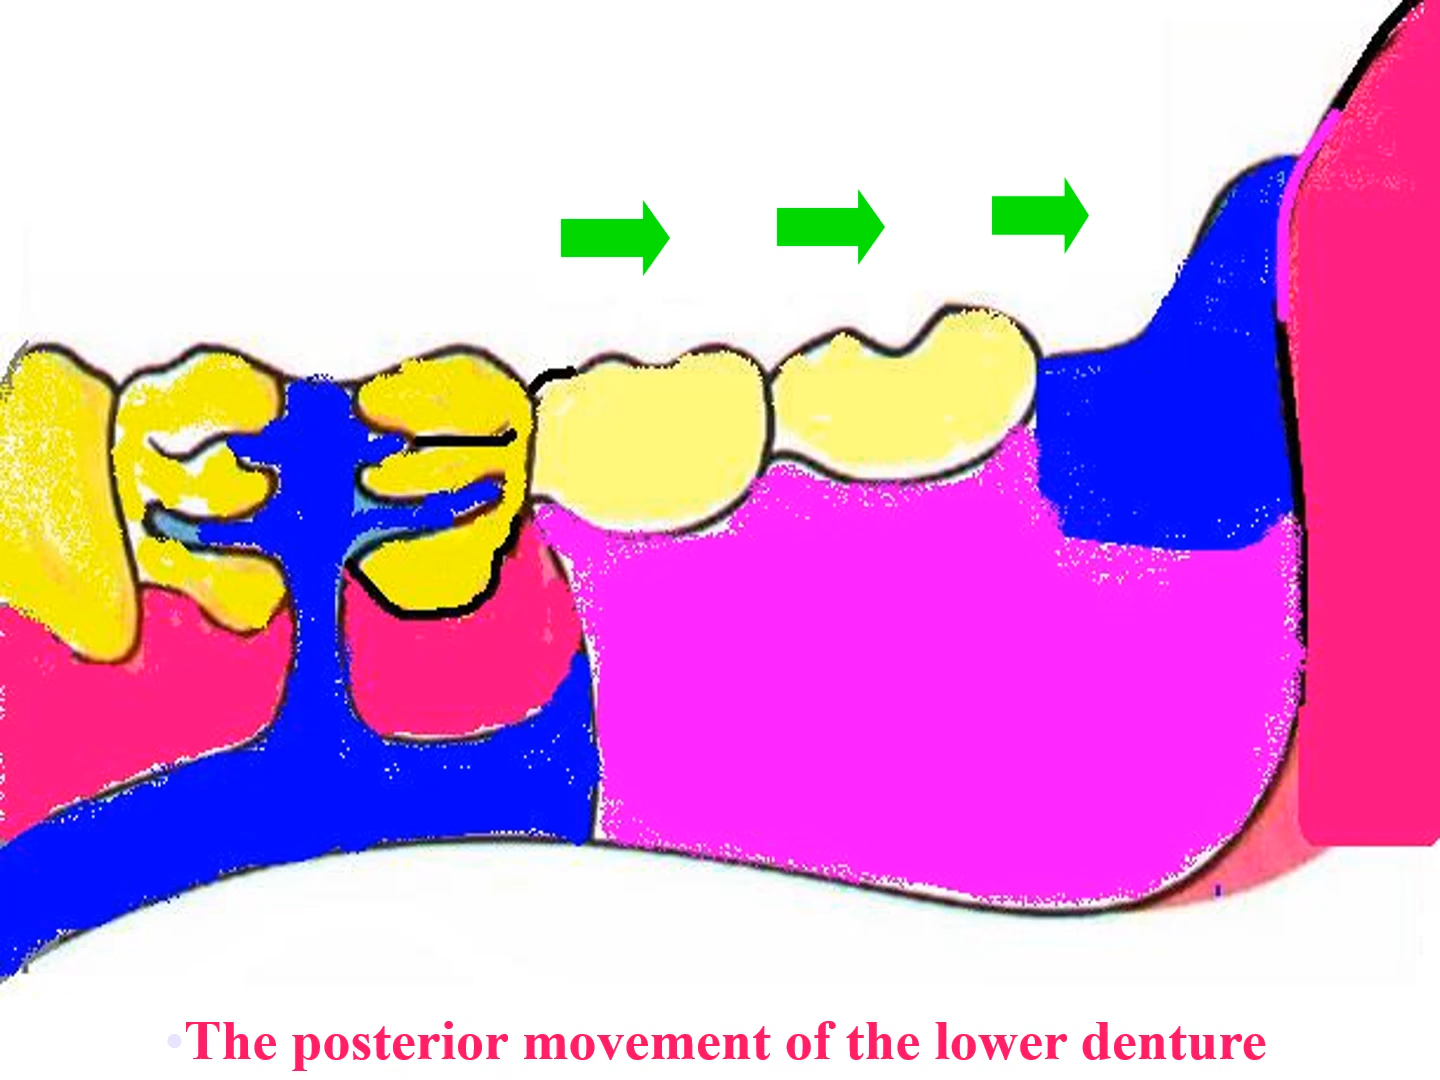 •The posterior movement of the lower denture